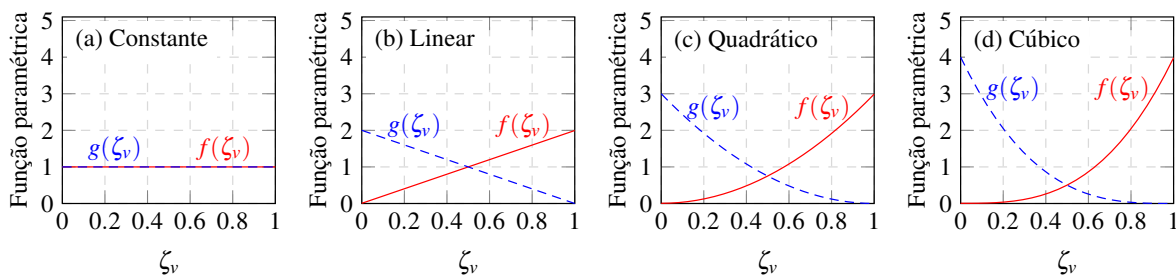 Função paramétrica
5
4
3
2
1
0
(a) Constante
g(ζᵥ)
f(ζᵥ)
0 0.2 0.4 0.6 0.8 1
ζᵥ
Função paramétrica
5
4
3
2
1
0
(b) Linear
g(ζᵥ)
f(ζᵥ)
0 0.2 0.4 0.6 0.8 1
ζᵥ
Função paramétrica
5
4
3
2
1
0
(c) Quadrático
g(ζᵥ)
f(ζᵥ)
0 0.2 0.4 0.6 0.8 1
ζᵥ
Função paramétrica
5
4
3
2
1
0
(d) Cúbico
g(ζᵥ)
f(ζᵥ)
0 0.2 0.4 0.6 0.8 1
ζᵥ